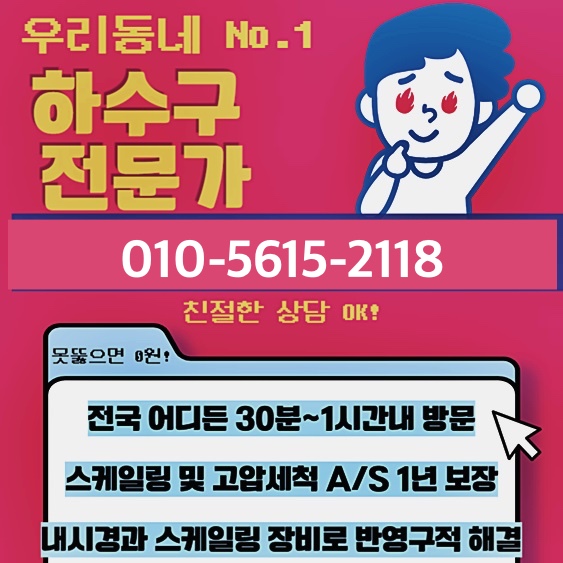 우리동네 No.1
하수구
전문가
010-5615-2118
친절한 상담 OK!
못뚫으면 0원!
전국 어디든 30분~1시간내 방문
스케일링 및 고압세척 A/S 1년 보장
내시경과 스케일링 장비로 반영구적 해결